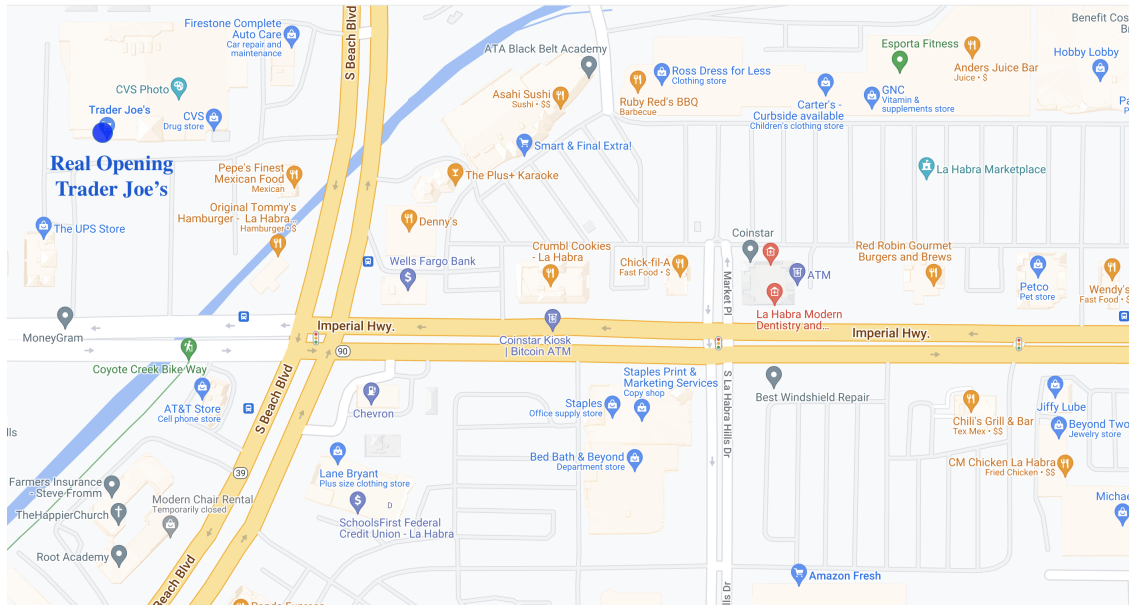 Firestone Complete
Auto Care
Car repair and
maintenance
S Beach Blvd
ATA Black Belt Academy
Benefit Cos
B
Esporta Fitness
Hobby Lobby
Anders Juice Bar
Juice • $
Ross Dress for Less
Clothing store
CVS Photo
Asahi Sushi
Sushi • $$
Ruby Red's BBQ
Barbecue
Carter's -
Curbside available
Children's clothing store
GNC
Vitamin &
supplements store
Pa
P
Trader Joe's
CVS
Drug store
Smart & Final Extra!
Real Opening
Trader Joe's
Pepe's Finest
Mexican Food
Mexican
The Plus+ Karaoke
La Habra Marketplace
Original Tommy's
Hamburger - La Habra...
Hamburger • $
The UPS Store
Denny's
Coinstar
Crumbl Cookies
- La Habra
Chick-fil-A
Fast Food • $
Wells Fargo Bank
ATM
Red Robin Gourmet
Burgers and Brews
Market Pl
Petco
Pet store
Wendy's
Fast Food • $
La Habra Modern
Dentistry and...
MoneyGram
Imperial Hwy.
Imperial Hwy.
Coinstar Kiosk
| Bitcoin ATM
90
Coyote Creek Bike Way
S Beach Blvd
AT&T Store
Cell phone store
Chevron
Staples Print &
Marketing Services
Copy shop
Staples
Office supply store
S La Habra Hills Dr
Best Windshield Repair
Chili's Grill & Bar
Tex Mex • $$
Jiffy Lube
Beyond Two
Jewelry store
lls
Bed Bath & Beyond
Department store
CM Chicken La Habra
Fried Chicken • $$
39
Lane Bryant
Plus size clothing store
Farmers Insurance
- Steve Fromm
Modern Chair Rental
Temporarily closed
TheHappierChurch
D
SchoolsFirst Federal
Credit Union - La Habra
Michae
Root Academy
Beach Blvd
Amazon Fresh
lls Dr